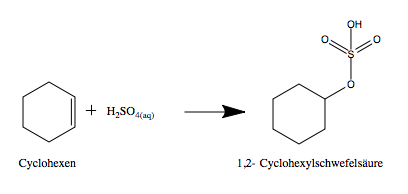 OH
O O
S
O
+ H₂SO₄(aq)
Cyclohexen 1,2- Cyclohexylschwefelsäure